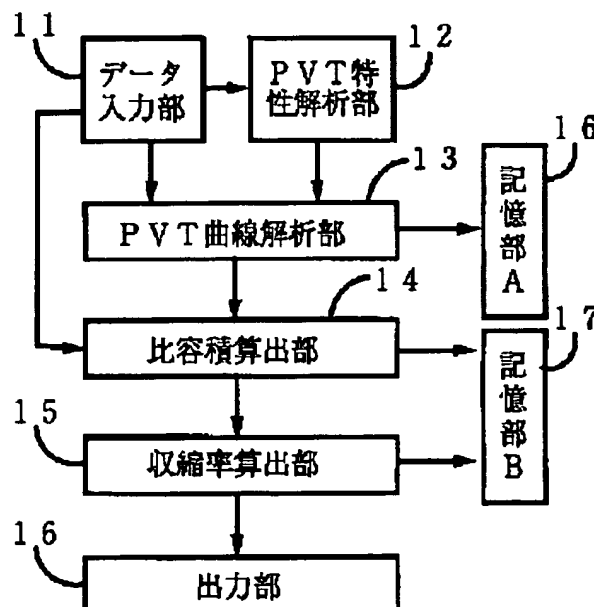 11
データ
入力部
PVT特
性解析部
12
13
PVT曲線解析部
16
記憶部A
14
比容積算出部
17
記憶部B
15
収縮率算出部
16
出力部